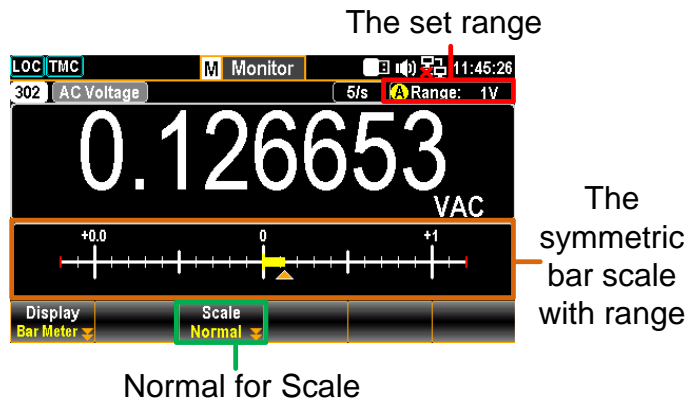 The set range
LOC TMC M Monitor 11:45:26
302 AC Voltage 5/s A Range: 1V
0.126653
VAC
+0.0 0 +1
The
symmetric
bar scale
with range
Display Scale
Bar Meter Normal
Normal for Scale